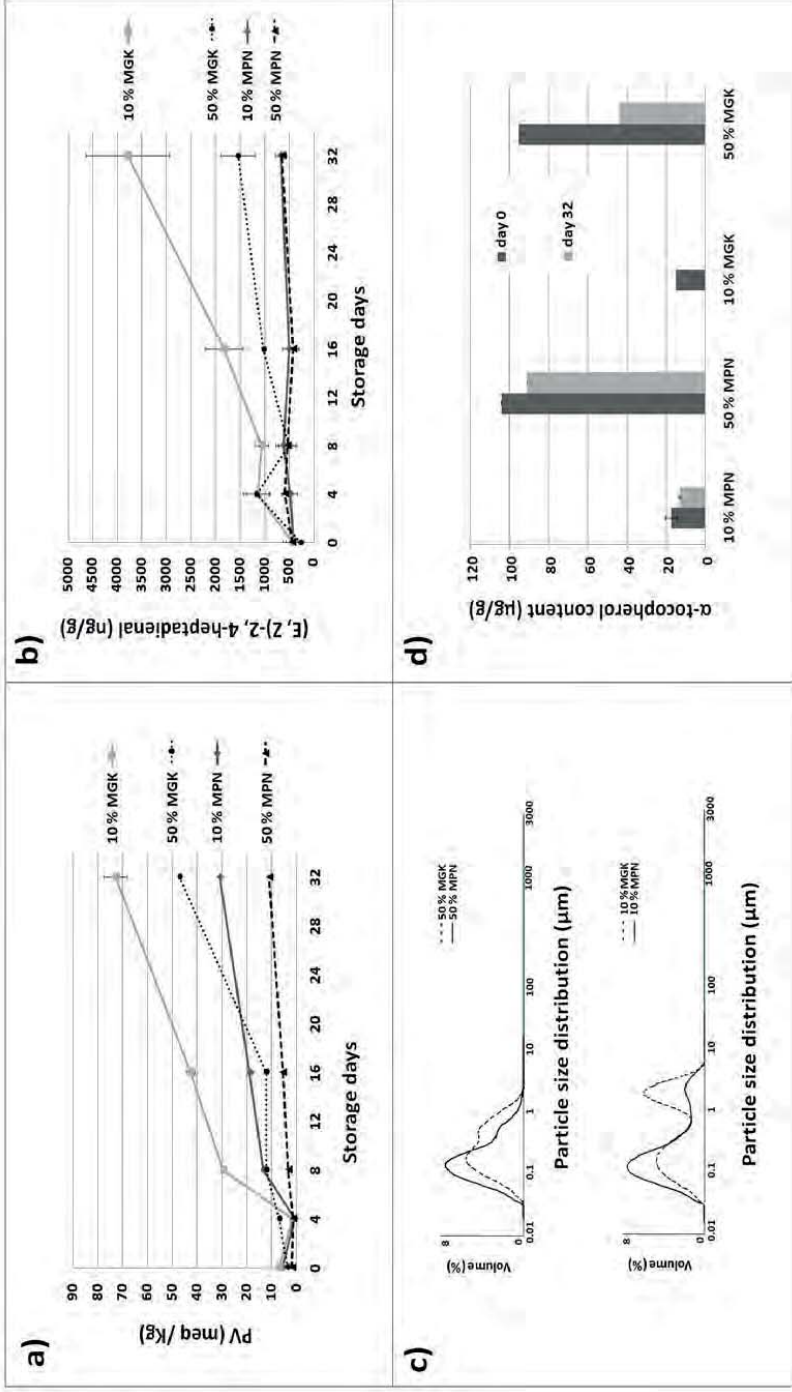 a)
PV (meq/Kg)
90
80
70
60
50
40
30
20
10
0
0 4 8 12 16 20 24 28 32
Storage days
10 % MGK
50 % MGK
10 % MPN
50 % MPN
b)
(E, Z)-2, 4-heptadienal (ng/g)
5000
4500
4000
3500
3000
2500
2000
1500
1000
500
0
0 4 8 12 16 20 24 28 32
Storage days
10 % MGK
50 % MGK
10 % MPN
50 % MPN
c)
Volume (%)
8
0
0.01 0.1 1 10 100 1000 3000
Particle size distribution (µm)
50 % MGK
50 % MPN
Volume (%)
8
0
0.01 0.1 1 10 100 1000 3000
Particle size distribution (µm)
10 % MGK
10 % MPN
d)
α-tocopherol content (µg/g)
120
100
80
60
40
20
0
day 0
day 32
10 % MPN 50 % MPN 10 % MGK 50 % MGK